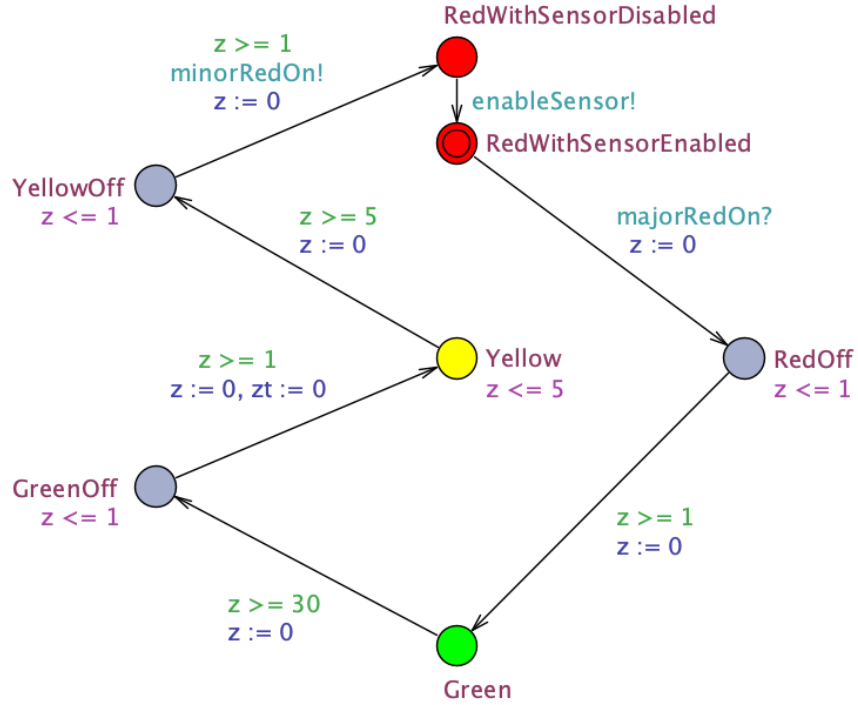 RedWithSensorDisabled
z >= 1
minorRedOn!
z := 0
enableSensor!
RedWithSensorEnabled
YellowOff
z <= 1
z >= 5
z := 0
majorRedOn?
z := 0
z >= 1
z := 0, zt := 0
Yellow
z <= 5
RedOff
z <= 1
GreenOff
z <= 1
z >= 1
z := 0
z >= 30
z := 0
Green